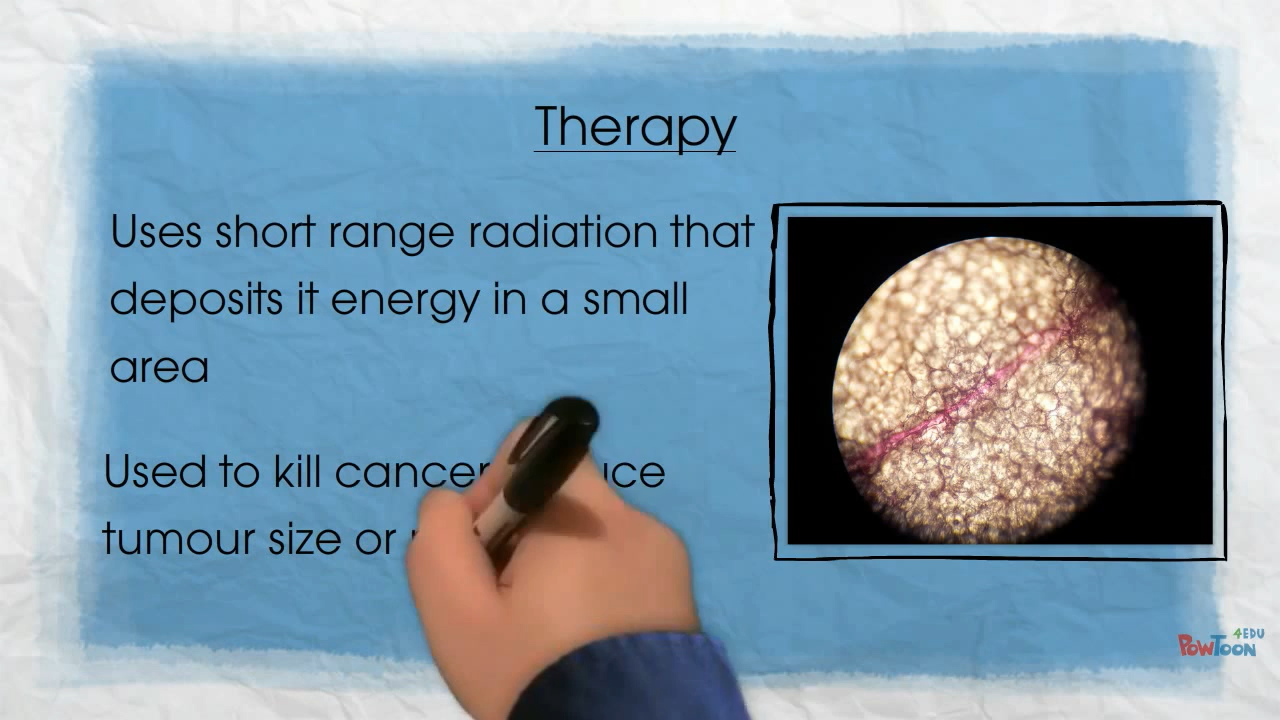 Therapy
Uses short range radiation that
deposits it energy in a small
area
Used to kill cancer
tumour size or
4EDU
POWTOON